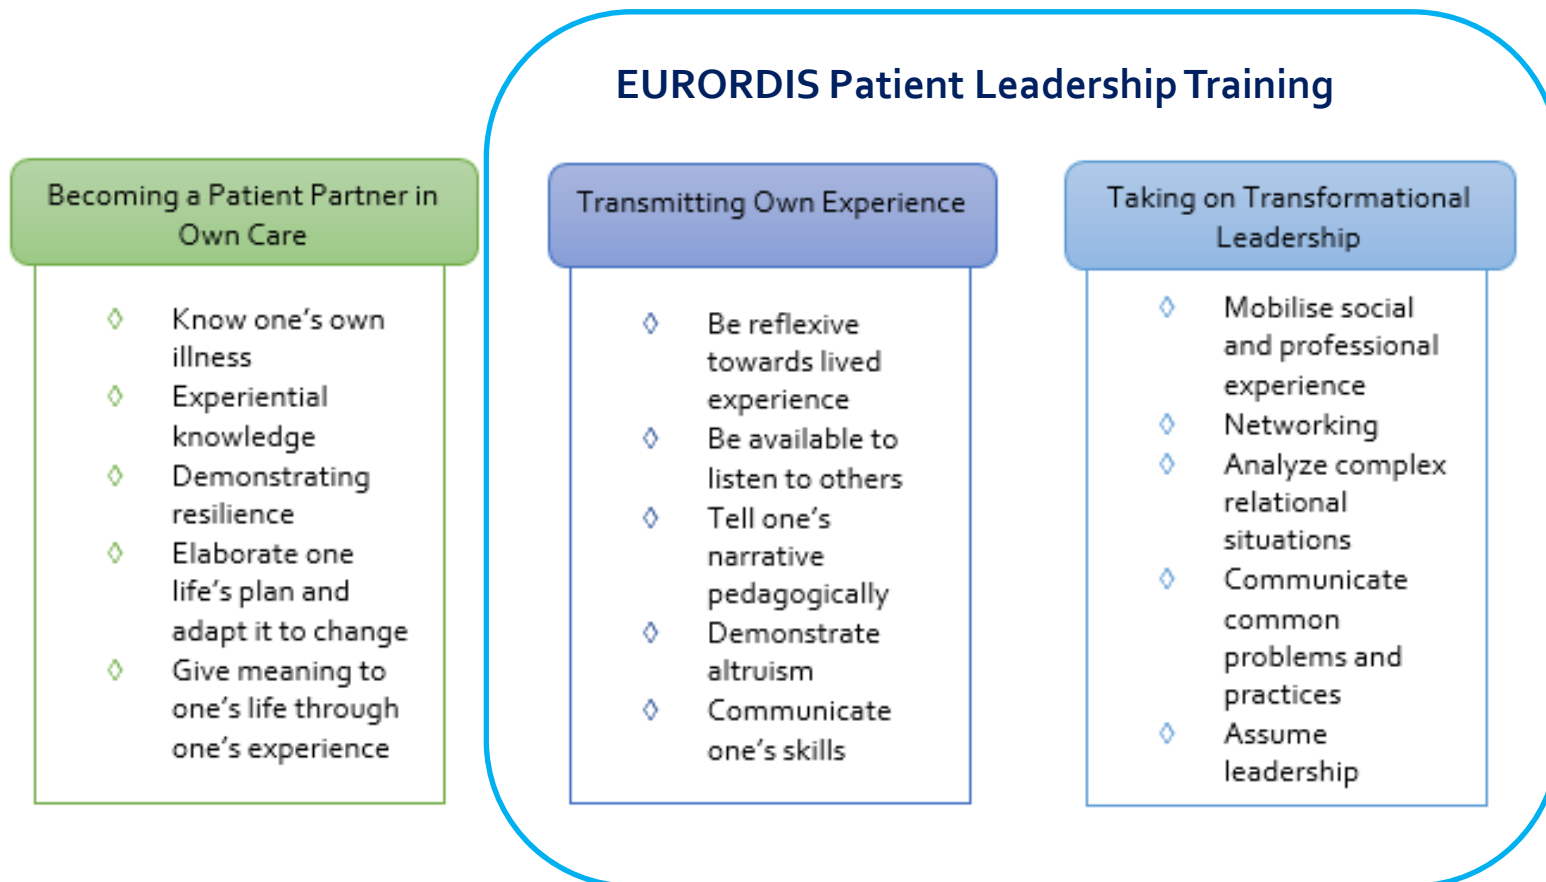 EURORDIS Patient Leadership Training
Becoming a Patient Partner in
Own Care
◊ Know one’s own
illness
◊ Experiential
knowledge
◊ Demonstrating
resilience
◊ Elaborate one
life’s plan and
adapt it to change
◊ Give meaning to
one’s life through
one’s experience
Transmitting Own Experience
◊ Be reflexive
towards lived
experience
◊ Be available to
listen to others
◊ Tell one’s
narrative
pedagogically
◊ Demonstrate
altruism
◊ Communicate
one’s skills
Taking on Transformational
Leadership
◊ Mobilise social
and professional
experience
◊ Networking
◊ Analyze complex
relational
situations
◊ Communicate
common
problems and
practices
◊ Assume
leadership